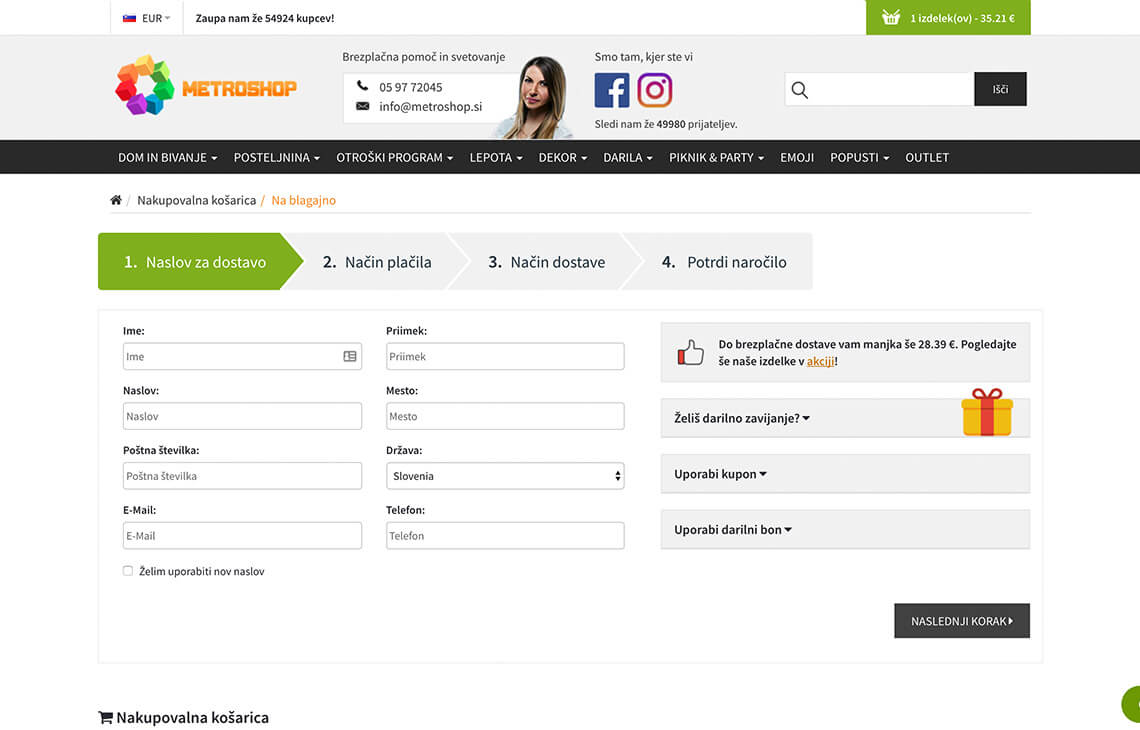 EUR
Zaupa nam že 54924 kupcev!
1 izdelek(ov) - 35.21 €
METROSHOP
Brezplačna pomoč in svetovanje
05 97 72045
info@metroshop.si
Smo tam, kjer ste vi
Sledi nam že 49980 prijateljev.
Išči
DOM IN BIVANJE POSTELJNINA OTROŠKI PROGRAM LEPOTA DEKOR DARILA PIKNIK & PARTY EMOJI POPUSTI OUTLET
/ Nakupovalna košarica / Na blagajno
1. Naslov za dostavo
2. Način plačila
3. Način dostave
4. Potrdi naročilo
Ime:
Ime
Priimek:
Priimek
Naslov:
Naslov
Mesto:
Mesto
Poštna številka:
Poštna številka
Država:
Slovenia
E-Mail:
E-Mail
Telefon:
Telefon
Želim uporabiti nov naslov
Do brezplačne dostave vam manjka še 28.39 €. Pogledajte
še naše izdelke v akciji!
Želiš darilno zavijanje?
Uporabi kupon
Uporabi darilni bon
NASLEDNJI KORAK
Nakupovalna košarica